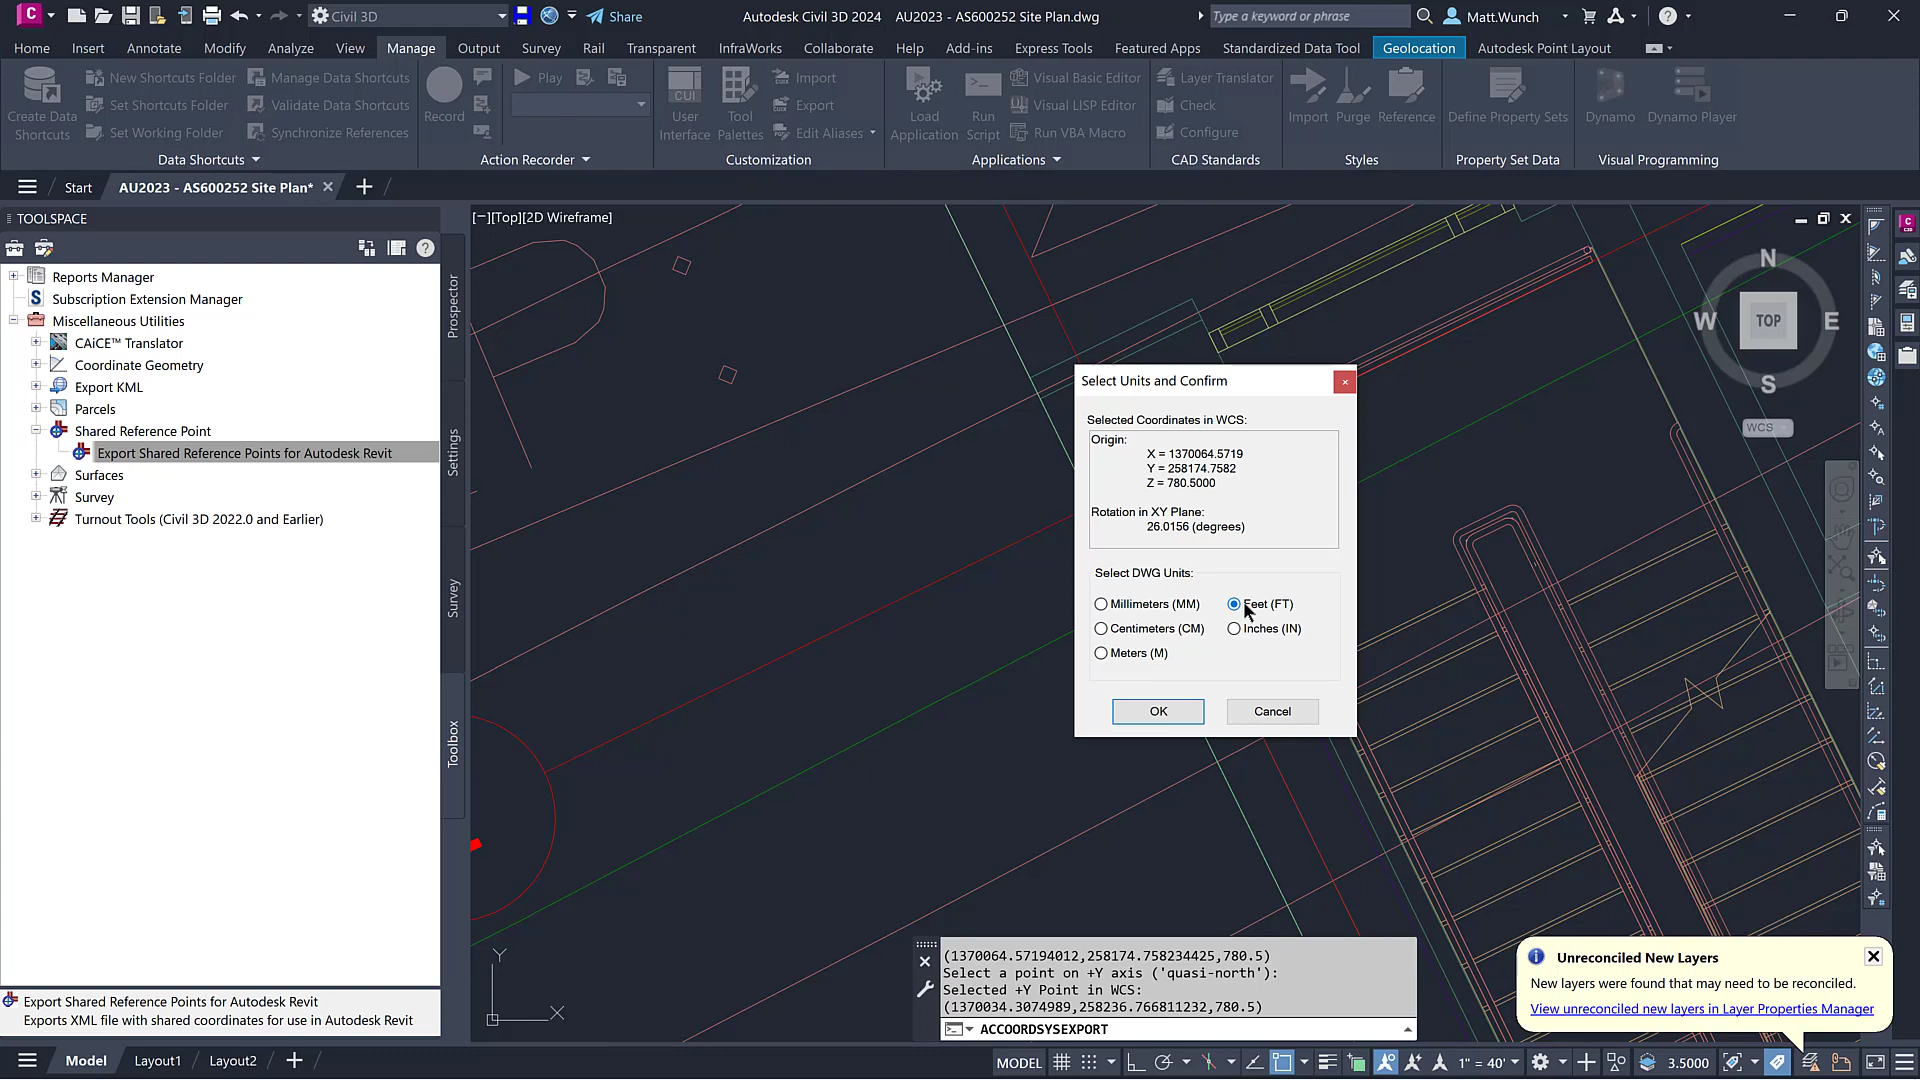 Civil 3D
Share
Autodesk Civil 3D 2024 AU2023 - AS600252 Site Plan.dwg
Type a keyword or phrase
Matt.Wunch
Home Insert Annotate Modify Analyze View Manage Output Survey Rail Transparent InfraWorks Collaborate Help Add-ins Express Tools Featured Apps Standardized Data Tool Geolocation Autodesk Point Layout
Create Data Shortcuts
New Shortcuts Folder
Set Shortcuts Folder
Set Working Folder
Manage Data Shortcuts
Validate Data Shortcuts
Synchronize References
Data Shortcuts
Record
Play
Action Recorder
CUI
User Interface
Tool Palettes
Import
Export
Edit Aliases
Customization
Load Application
Run Script
Visual Basic Editor
Visual LISP Editor
Run VBA Macro
Applications
Layer Translator
Check
Configure
CAD Standards
Import
Purge
Reference
Styles
Define Property Sets
Property Set Data
Dynamo
Dynamo Player
Visual Programming
Start
AU2023 - AS600252 Site Plan*
TOOLSPACE
Reports Manager
Subscription Extension Manager
Miscellaneous Utilities
CAiCE™ Translator
Coordinate Geometry
Export KML
Parcels
Shared Reference Point
Export Shared Reference Points for Autodesk Revit
Surfaces
Survey
Turnout Tools (Civil 3D 2022.0 and Earlier)
Prospector
Settings
Survey
Toolbox
Export Shared Reference Points for Autodesk Revit
Exports XML file with shared coordinates for use in Autodesk Revit
[−][Top][2D Wireframe]
N
W TOP E
S
WCS
Select Units and Confirm
Selected Coordinates in WCS:
Origin:
X = 1370064.5719
Y = 258174.7582
Z = 780.5000
Rotation in XY Plane:
26.0156 (degrees)
Select DWG Units:
Millimeters (MM)
Feet (FT)
Centimeters (CM)
Inches (IN)
Meters (M)
OK
Cancel
Y
X
(1370064.57194012,258174.758234425,780.5)
Select a point on +Y axis ('quasi-north'):
Selected +Y Point in WCS:
(1370034.3074989,258236.766811232,780.5)
ACCOORDSYSEXPORT
Unreconciled New Layers
New layers were found that may need to be reconciled.
View unreconciled new layers in Layer Properties Manager
Model Layout1 Layout2
MODEL
1" = 40'
3.5000